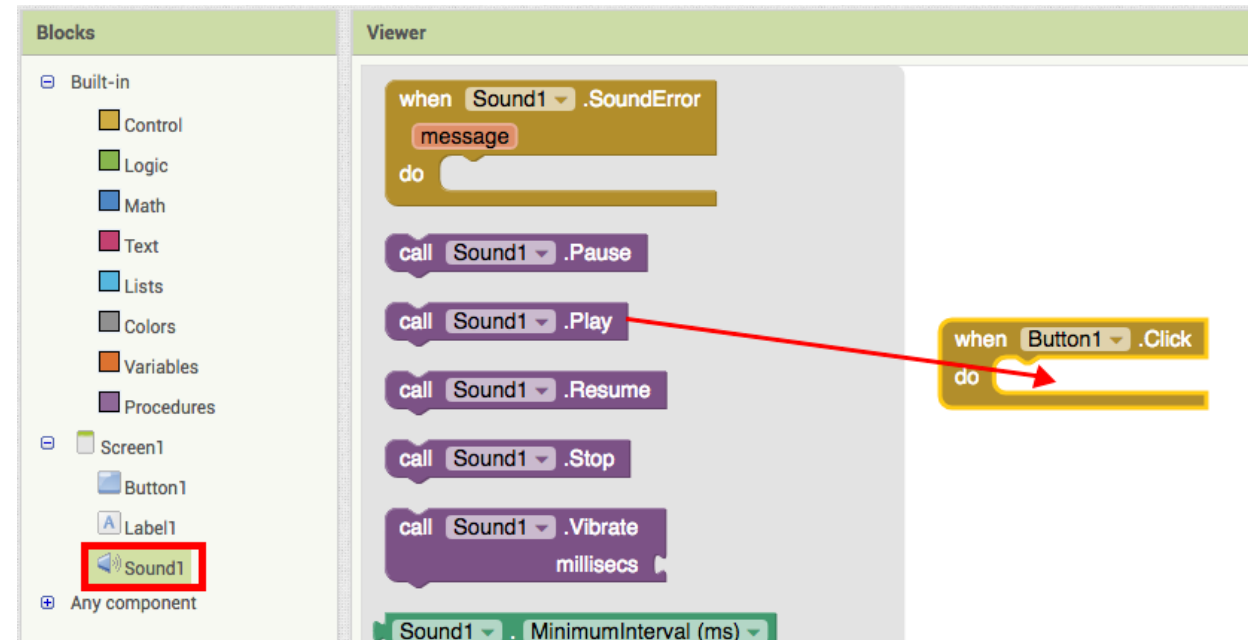 Blocks
Built-in
Control
Logic
Math
Text
Lists
Colors
Variables
Procedures
Screen1
Button1
A Label1
Sound1
Any component
Viewer
when Sound1 .SoundError
message
do
call Sound1 .Pause
call Sound1 .Play
call Sound1 .Resume
call Sound1 .Stop
call Sound1 .Vibrate
millisecs
Sound1 . MinimumInterval (ms)
when Button1 .Click
do